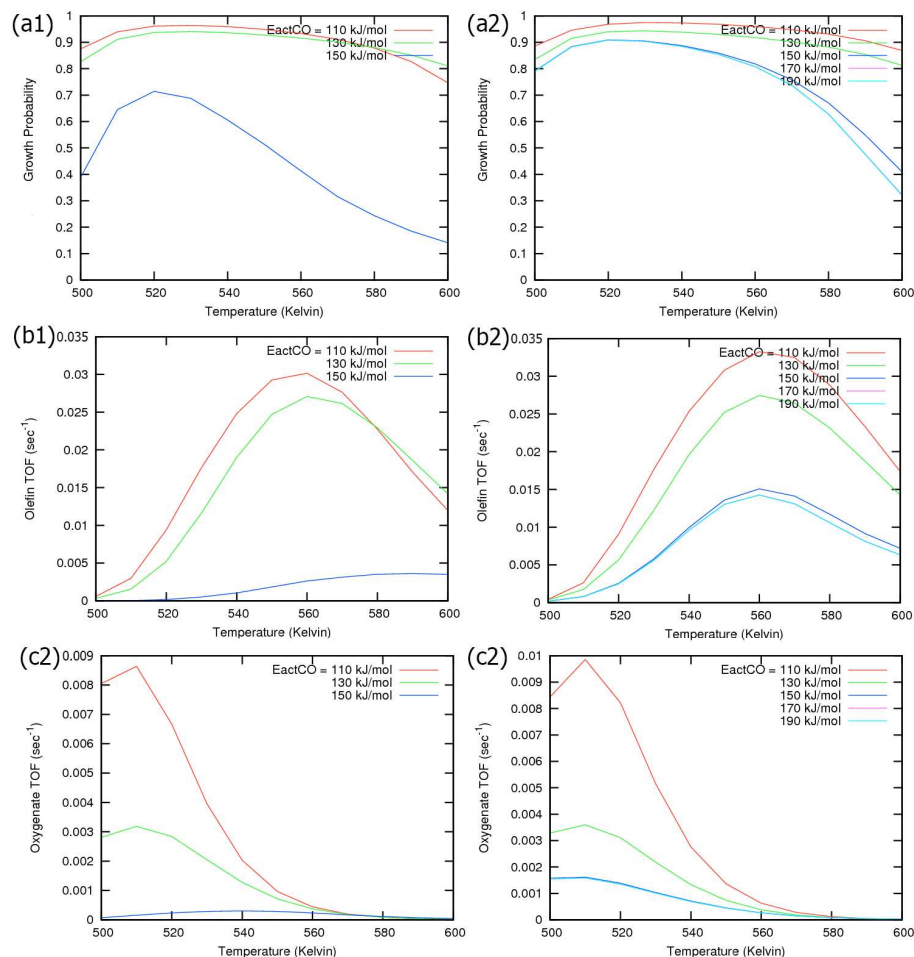 (a1)
EactCO = 110 kJ/mol
130 kJ/mol
150 kJ/mol
Growth Probability
1
0.9
0.8
0.7
0.6
0.5
0.4
0.3
0.2
0.1
0
500 520 540 560 580 600
Temperature (Kelvin)
(a2)
EactCO = 110 kJ/mol
130 kJ/mol
150 kJ/mol
170 kJ/mol
190 kJ/mol
Growth Probability
1
0.9
0.8
0.7
0.6
0.5
0.4
0.3
0.2
0.1
0
500 520 540 560 580 600
Temperature (Kelvin)
(b1)
EactCO = 110 kJ/mol
130 kJ/mol
150 kJ/mol
Olefin TOF (sec⁻¹)
0.035
0.03
0.025
0.02
0.015
0.01
0.005
0
500 520 540 560 580 600
Temperature (Kelvin)
(b2)
EactCO = 110 kJ/mol
130 kJ/mol
150 kJ/mol
170 kJ/mol
190 kJ/mol
Olefin TOF (sec⁻¹)
0.035
0.03
0.025
0.02
0.015
0.01
0.005
0
500 520 540 560 580 600
Temperature (Kelvin)
(c2)
EactCO = 110 kJ/mol
130 kJ/mol
150 kJ/mol
Oxygenate TOF (sec⁻¹)
0.009
0.008
0.007
0.006
0.005
0.004
0.003
0.002
0.001
0
500 520 540 560 580 600
Temperature (Kelvin)
(c2)
EactCO = 110 kJ/mol
130 kJ/mol
150 kJ/mol
170 kJ/mol
190 kJ/mol
Oxygenate TOF (sec⁻¹)
0.01
0.009
0.008
0.007
0.006
0.005
0.004
0.003
0.002
0.001
0
500 520 540 560 580 600
Temperature (Kelvin)